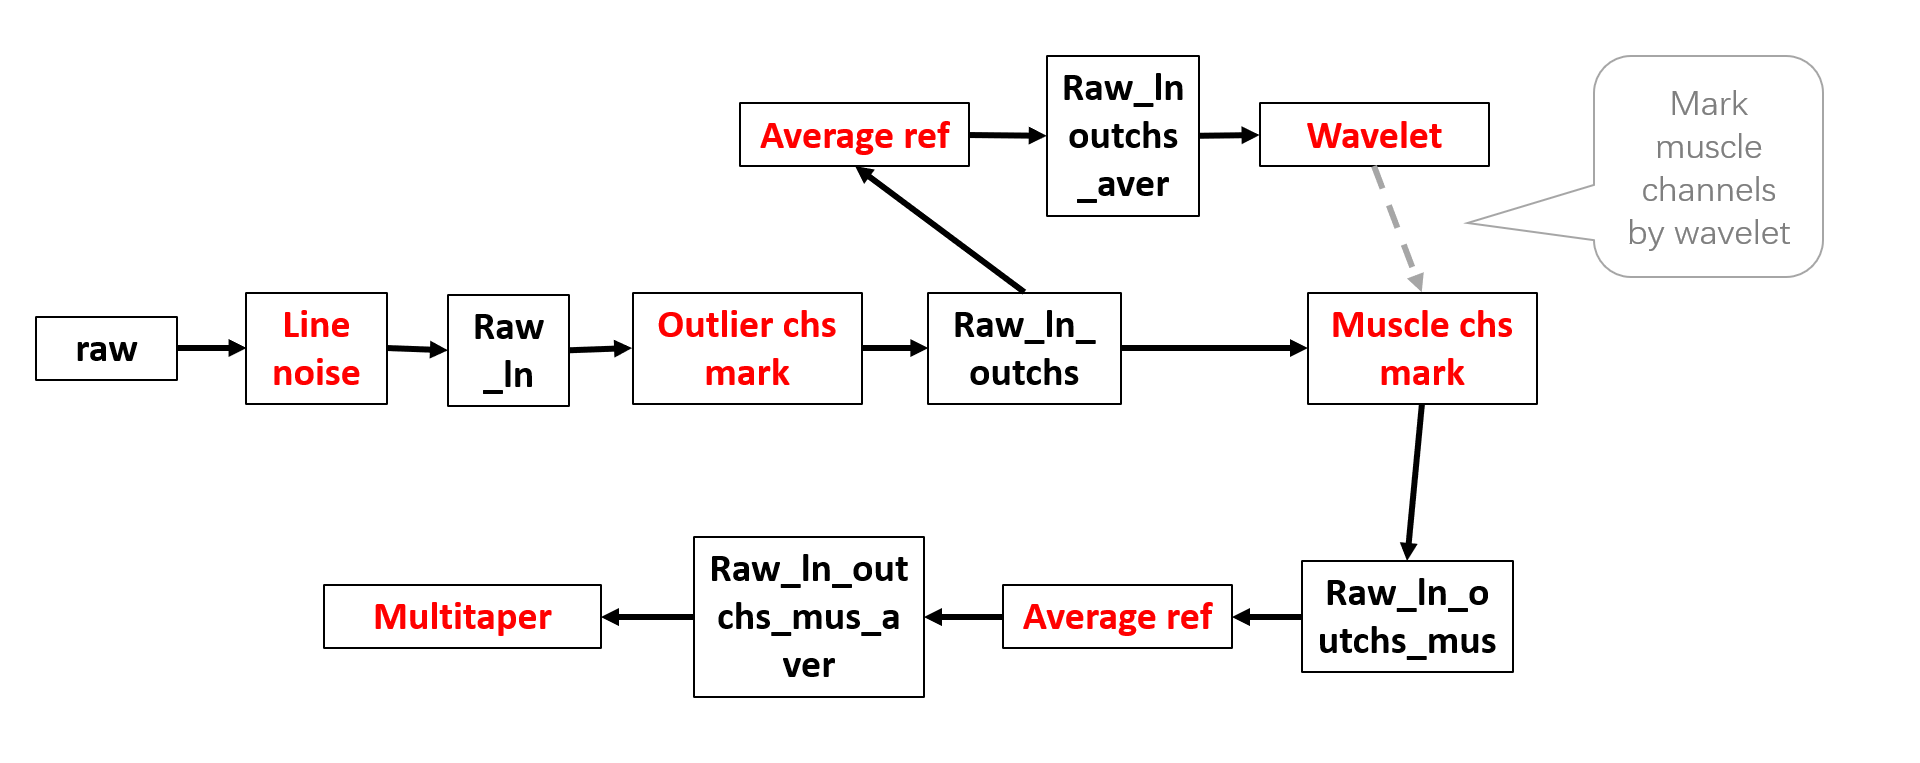 Raw_ln
outchs
_aver
Average ref
Wavelet
Mark
muscle
channels
by wavelet
raw
Line
noise
Raw
_ln
Outlier chs
mark
Raw_ln_
outchs
Muscle chs
mark
Multitaper
Raw_ln_out
chs_mus_a
ver
Average ref
Raw_ln_o
utchs_mus